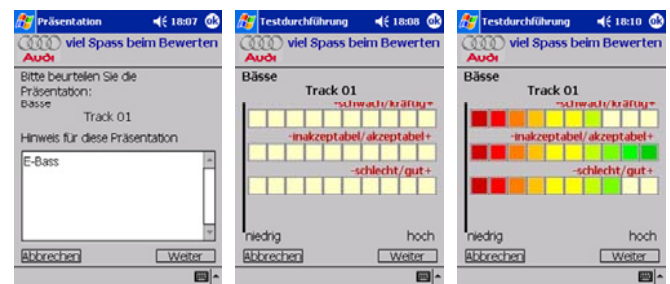 Präsentation 18:07 ok
viel Spass beim Bewerten
Audi
Bitte beurteilen Sie die
Präsentation:
Bässe
Track 01
Hinweis für diese Präsentation
E-Bass
Abbrechen Weiter
Testdurchführung 18:08 ok
viel Spass beim Bewerten
Audi
Bässe
Track 01
-schwach/kräftig+
-inakzeptabel/akzeptabel+
-schlecht/gut+
niedrig hoch
Abbrechen Weiter
Testdurchführung 18:10 ok
viel Spass beim Bewerten
Audi
Bässe
Track 01
-schwach/kräftig+
-inakzeptabel/akzeptabel+
-schlecht/gut+
niedrig hoch
Abbrechen Weiter